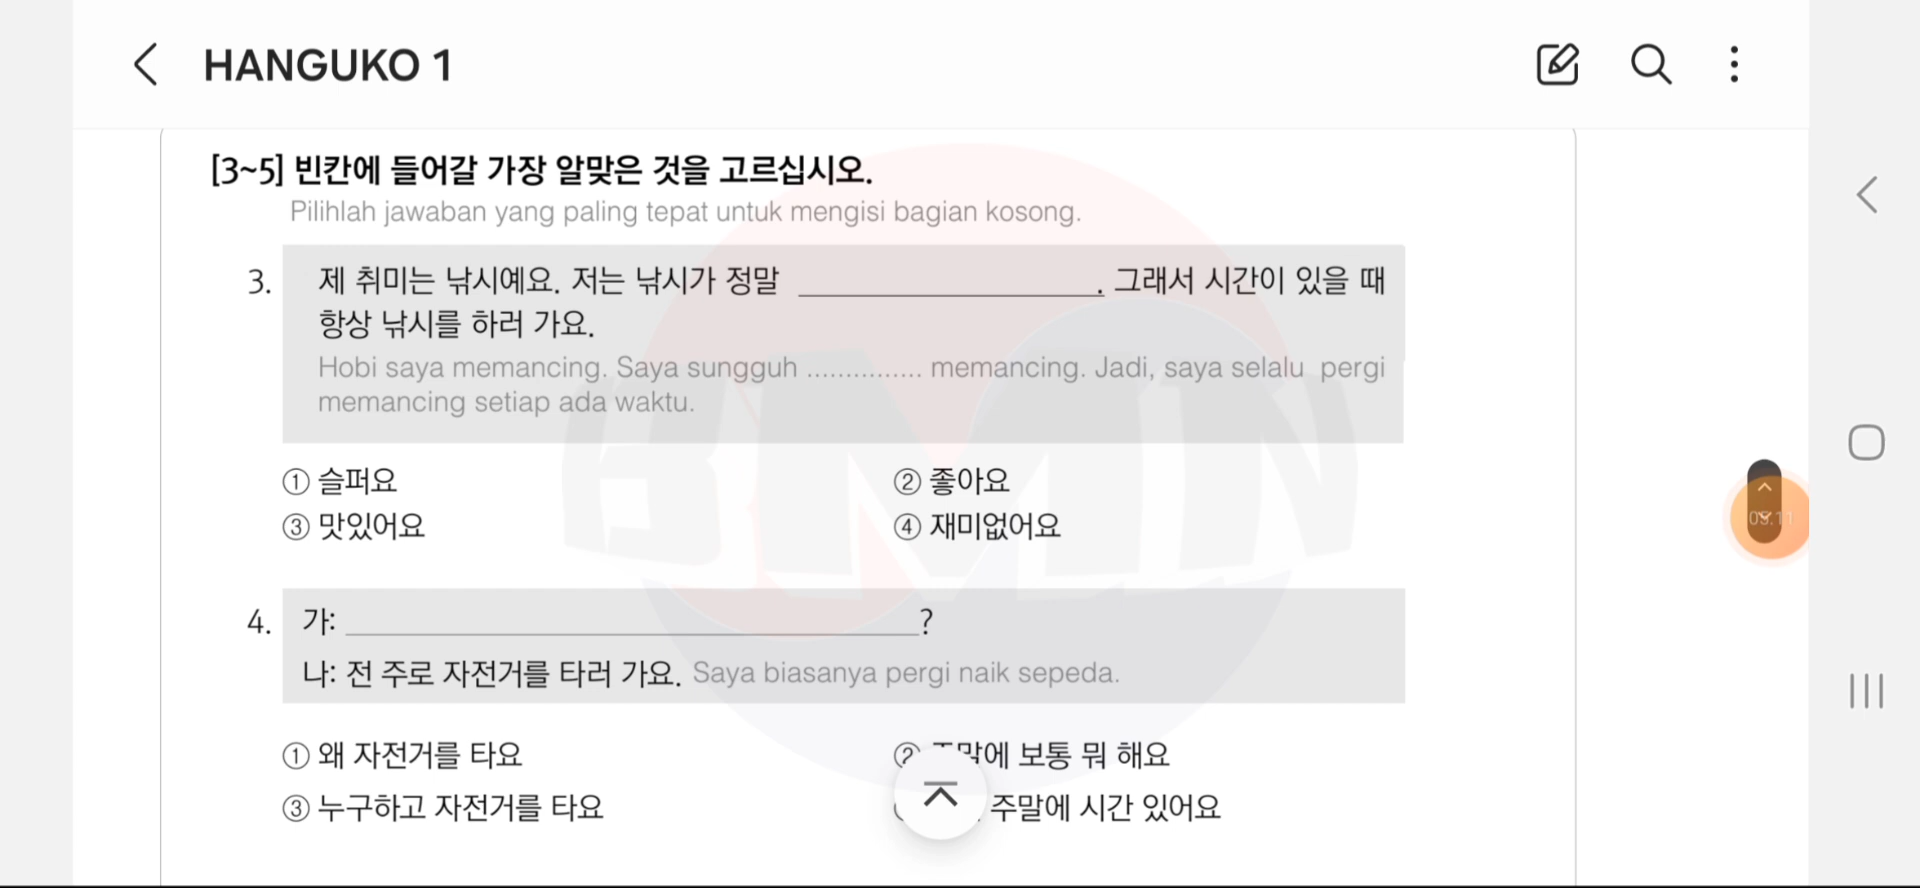 HANGUKO 1
[3~5] 빈칸에 들어갈 가장 알맞은 것을 고르십시오.
Pilihlah jawaban yang paling tepat untuk mengisi bagian kosong.
3. 제 취미는 낚시예요. 저는 낚시가 정말 ____________________. 그래서 시간이 있을 때
항상 낚시를 하러 가요.
Hobi saya memancing. Saya sungguh ............... memancing. Jadi, saya selalu pergi
memancing setiap ada waktu.
① 슬퍼요 ② 좋아요
③ 맛있어요 ④ 재미없어요
4. 가: ____________________________________?
나: 전 주로 자전거를 타러 가요. Saya biasanya pergi naik sepeda.
① 왜 자전거를 타요 ② 보통 뭐 해요
③ 누구하고 자전거를 타요 주말에 시간 있어요
BMN